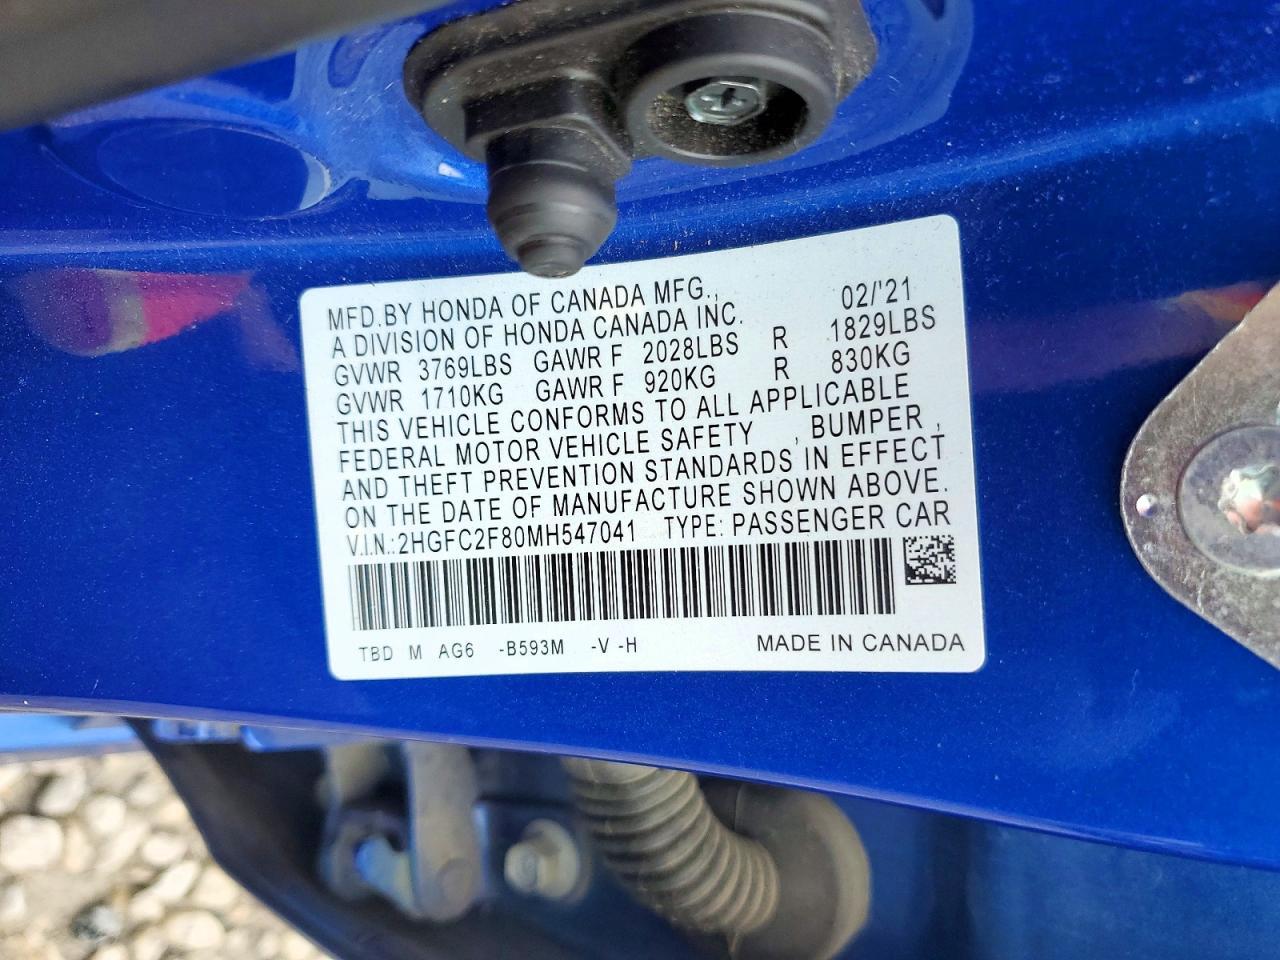 MFD.BY HONDA OF CANADA MFG., 02/'21
A DIVISION OF HONDA CANADA INC.
GVWR 3769LBS GAWR F 2028LBS R 1829LBS
GVWR 1710KG GAWR F 920KG R 830KG
THIS VEHICLE CONFORMS TO ALL APPLICABLE
FEDERAL MOTOR VEHICLE SAFETY , BUMPER ,
AND THEFT PREVENTION STANDARDS IN EFFECT
ON THE DATE OF MANUFACTURE SHOWN ABOVE.
V.I.N.:2HGFC2F80MH547041 TYPE: PASSENGER CAR
TBD M AG6 -B593M -V -H MADE IN CANADA